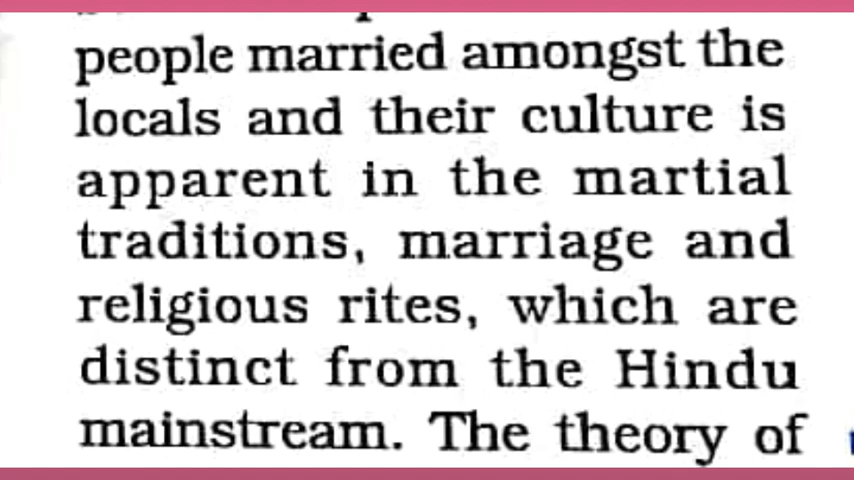 people married amongst the
locals and their culture is
apparent in the martial
traditions, marriage and
religious rites, which are
distinct from the Hindu
mainstream. The theory of